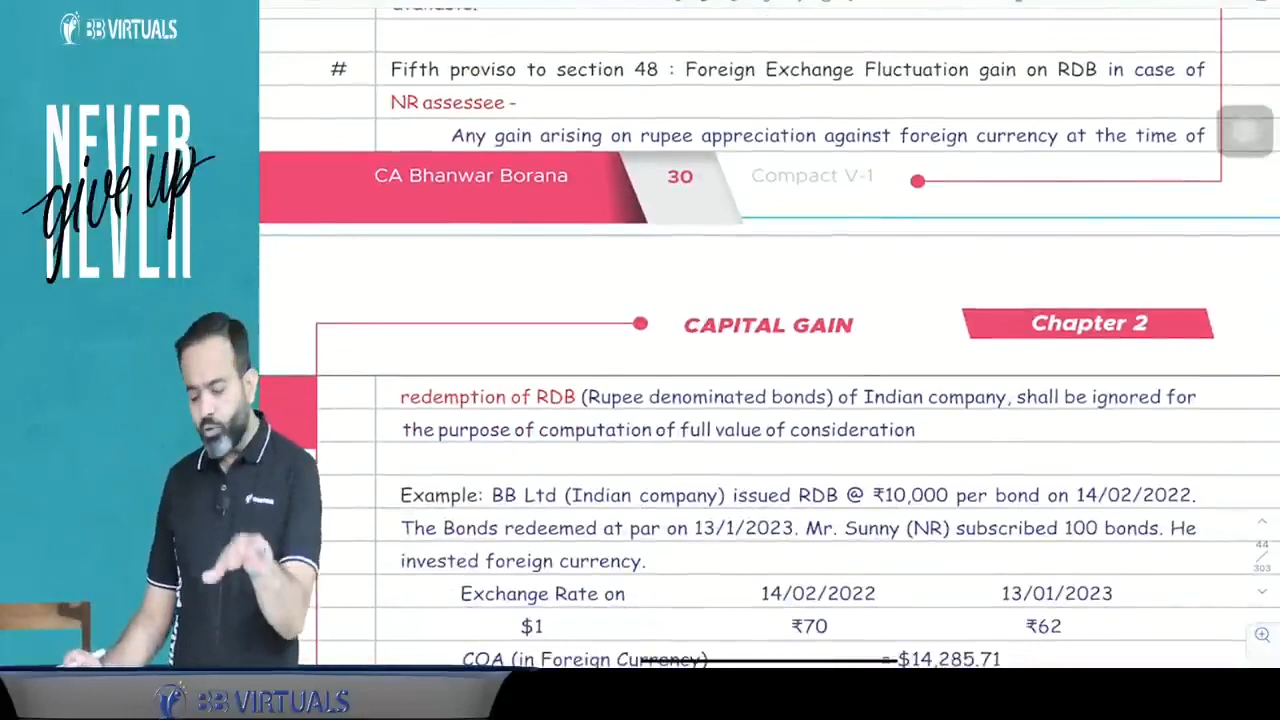 BB VIRTUALS
NEVER
give up
NEVER
available.
# Fifth proviso to section 48 : Foreign Exchange Fluctuation gain on RDB in case of
NR assessee -
Any gain arising on rupee appreciation against foreign currency at the time of
CA Bhanwar Borana 30 Compact V-1
CAPITAL GAIN Chapter 2
redemption of RDB (Rupee denominated bonds) of Indian company, shall be ignored for
the purpose of computation of full value of consideration
Example: BB Ltd (Indian company) issued RDB @ ₹10,000 per bond on 14/02/2022.
The Bonds redeemed at par on 13/1/2023. Mr. Sunny (NR) subscribed 100 bonds. He
invested foreign currency.
Exchange Rate on 14/02/2022 13/01/2023
$1 ₹70 ₹62
COA (in Foreign Currency) = $14,285.71
44
303
BB VIRTUALS